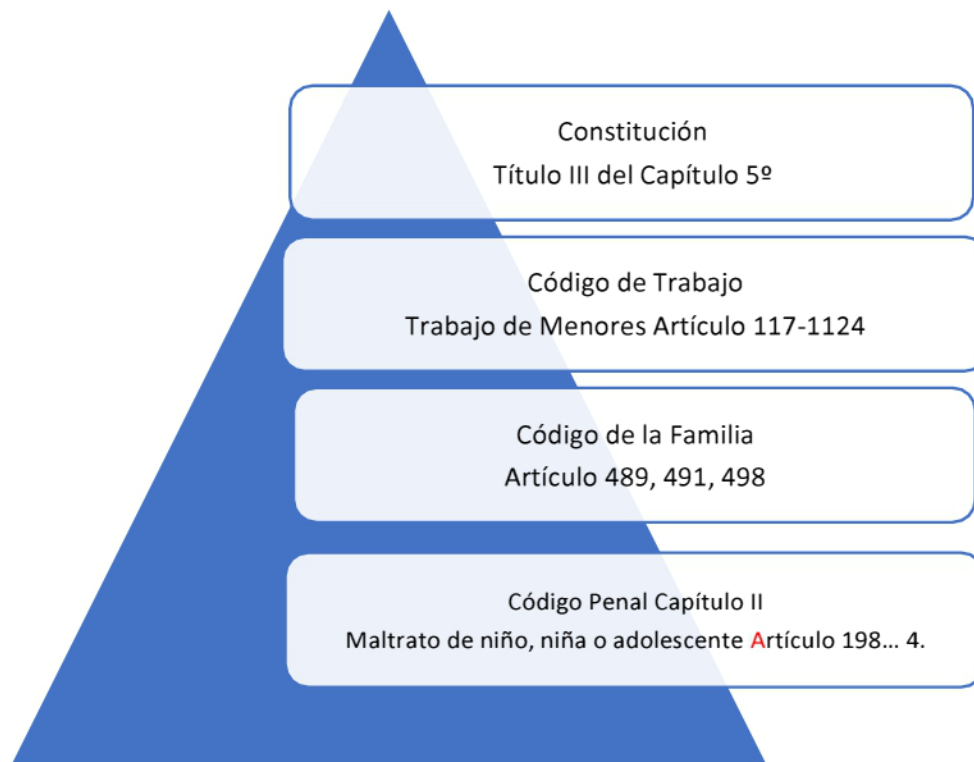 Constitución
Título III del Capítulo 5º
Código de Trabajo
Trabajo de Menores Artículo 117-1124
Código de la Familia
Artículo 489, 491, 498
Código Penal Capítulo II
Maltrato de niño, niña o adolescente Artículo 198... 4.